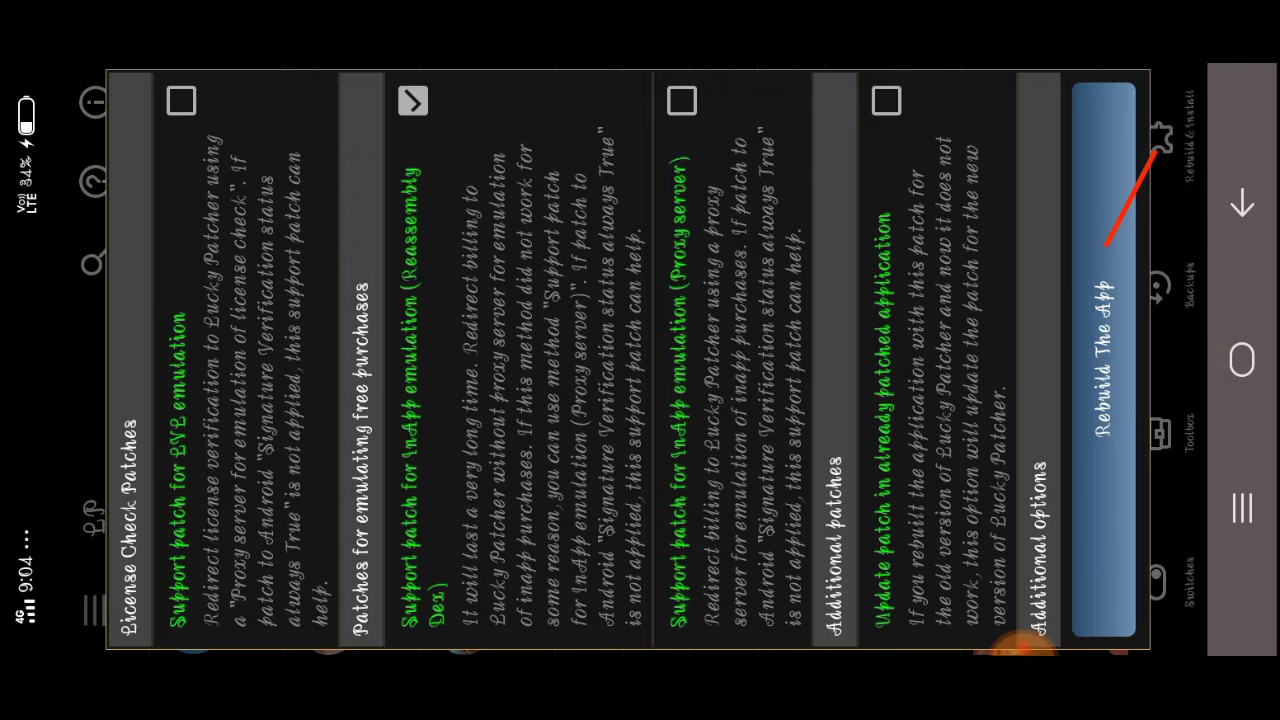 4G 9:04 ...
Vo)) LTE 34%
LP
License Check Patches
Support patch for LVL emulation
Redirect license verification to Lucky Patcher using
a "Proxy server for emulation of license check". If
patch to Android "Signature Verification status
always True" is not applied, this support patch can
help.
Patches for emulating free purchases
Support patch for InApp emulation (Reassembly
Dex)
It will last a very long time. Redirect billing to
Lucky Patcher without proxy server for emulation
of inapp purchases. If this method did not work for
some reason, you can use method "Support patch
for InApp emulation (Proxy server)". If patch to
Android "Signature Verification status always True"
is not applied, this support patch can help.
Support patch for InApp emulation (Proxy server)
Redirect billing to Lucky Patcher using a proxy
server for emulation of inapp purchases. If patch to
Android "Signature Verification status always True"
is not applied, this support patch can help.
Additional patches
Update patch in already patched application
If you rebuilt the application with this patch for
the old version of Lucky Patcher and now it does not
work, this option will update the patch for the new
version of Lucky Patcher.
Additional options
Rebuild The App
Switches
Toolbox
Backups
Rebuild & Install